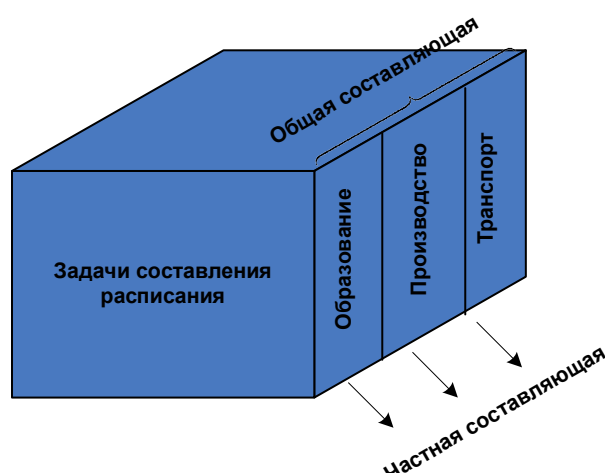 Общая составляющая
Задачи составления
расписания
Образование
Производство
Транспорт
Частная составляющая